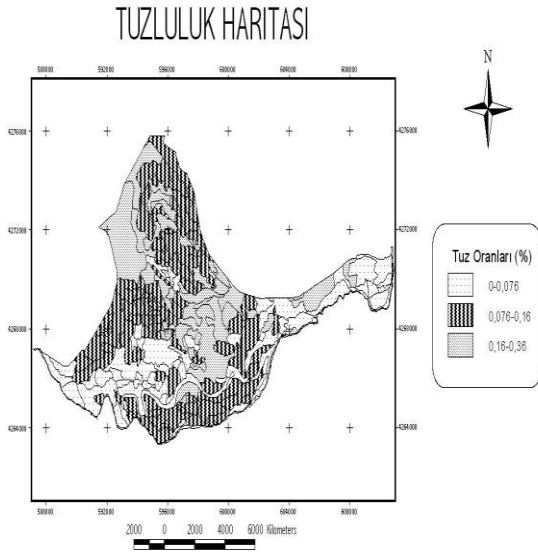 TUZLULUK HARITASI
N
588000 592000 596000 600000 604000 608000
4276000 4276000
4272000 4272000
4268000 4268000
4264000 4264000
588000 592000 596000 600000 604000 608000
Tuz Oranları (%)
0-0,076
0,076-0,16
0,16-0,36
2000 0 2000 4000 6000 Kilometers